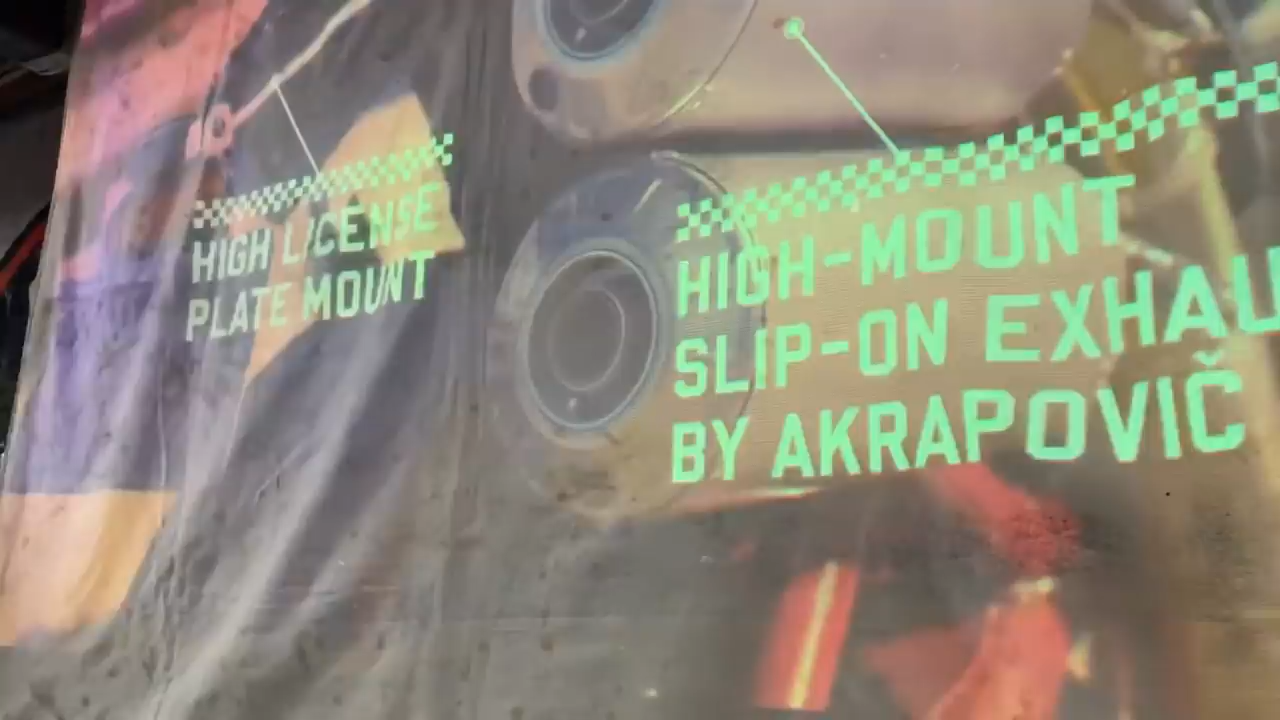 HIGH LICENSE
PLATE MOUNT
HIGH-MOUNT
SLIP-ON EXHAU
BY AKRAPOVIČ